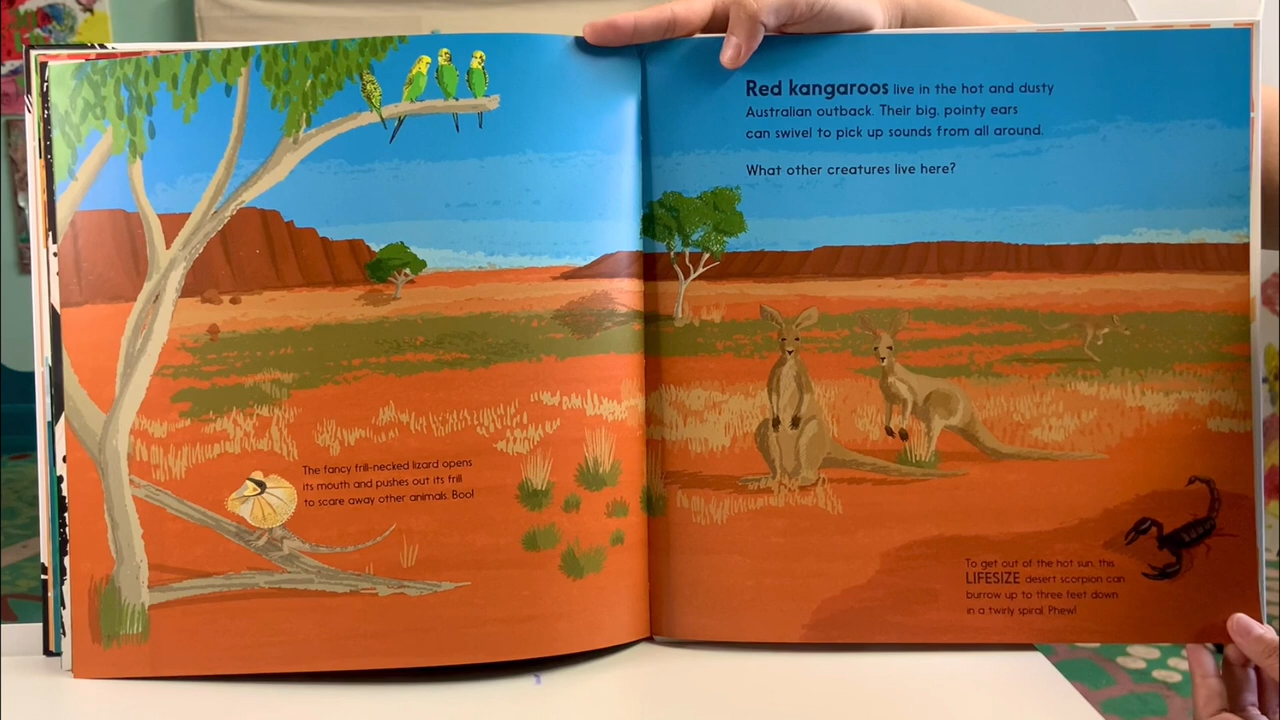 Red kangaroos live in the hot and dusty
Australian outback. Their big, pointy ears
can swivel to pick up sounds from all around.
What other creatures live here?
The fancy frill-necked lizard opens
its mouth and pushes out its frill
to scare away other animals. Boo!
To get out of the hot sun, this
LIFESIZE desert scorpion can
burrow up to three feet down
in a twirly spiral. Phew!